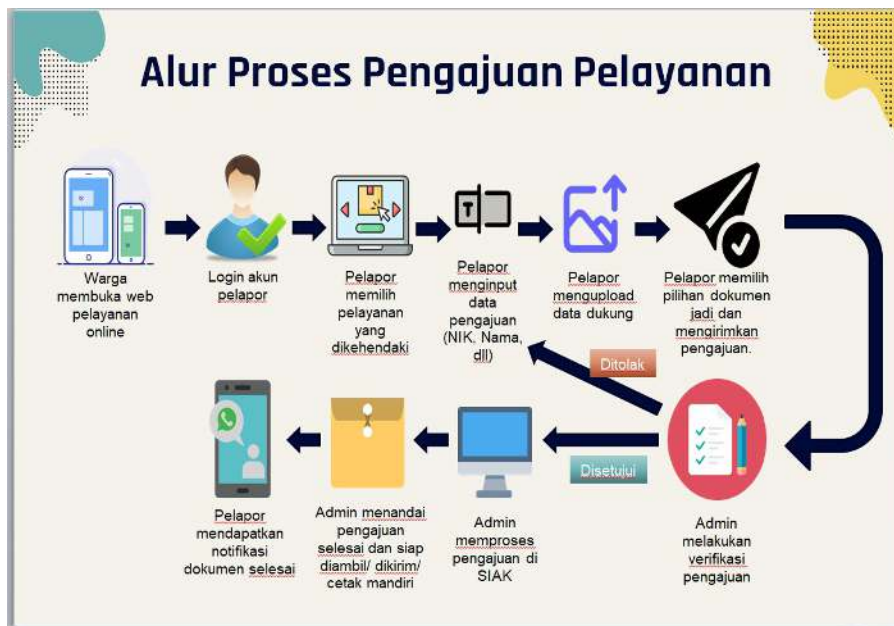 Alur Proses Pengajuan Pelayanan
Warga
membuka web
pelayanan
online
Login akun
pelapor
Pelapor
memilih
pelayanan
yang
dikehendaki
T
Pelapor
menginput
data
pengajuan
(NIK, Nama,
dll)
Pelapor
mengupload
data dukung
Pelapor memilih
pilihan dokumen
jadi dan
mengirimkan
pengajuan.
Ditolak
Disetujui
Admin
melakukan
verifikasi
pengajuan
Admin
memproses
pengajuan di
SIAK
Admin menandai
pengajuan
selesai dan siap
diambil/ dikirim/
cetak mandiri
Pelapor
mendapatkan
notifikasi
dokumen selesai